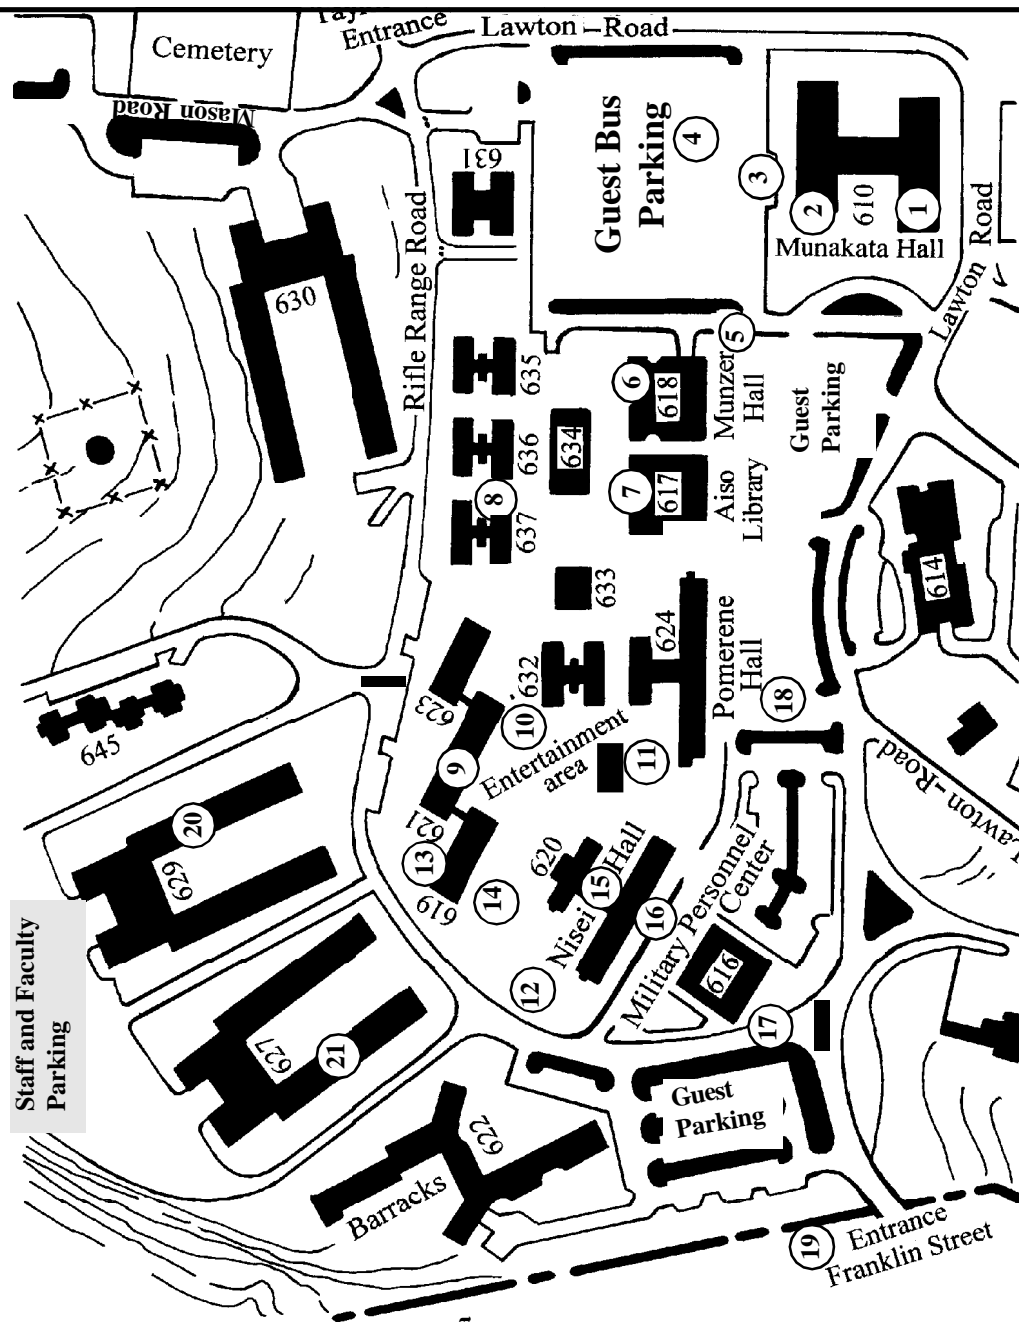 Entrance
Lawton Road
Cemetery
Mason Road
Guest Bus
Parking
4
3
2
610
1
Munakata Hall
631
Rifle Range Road
630
Lawton Road
5
635
6
618
Munzer
Hall
Guest
Parking
636
634
8
7
617
Aiso
Library
637
633
614
624
Pomerene
Hall
632
623
10
18
645
9
Entertainment
area
11
Lawton Road
20
629
621
13
619
14
620
15
Nisei Hall
16
Military Personnel
Center
616
12
17
Staff and Faculty
Parking
627
21
Guest
Parking
622
Barracks
19
Entrance
Franklin Street